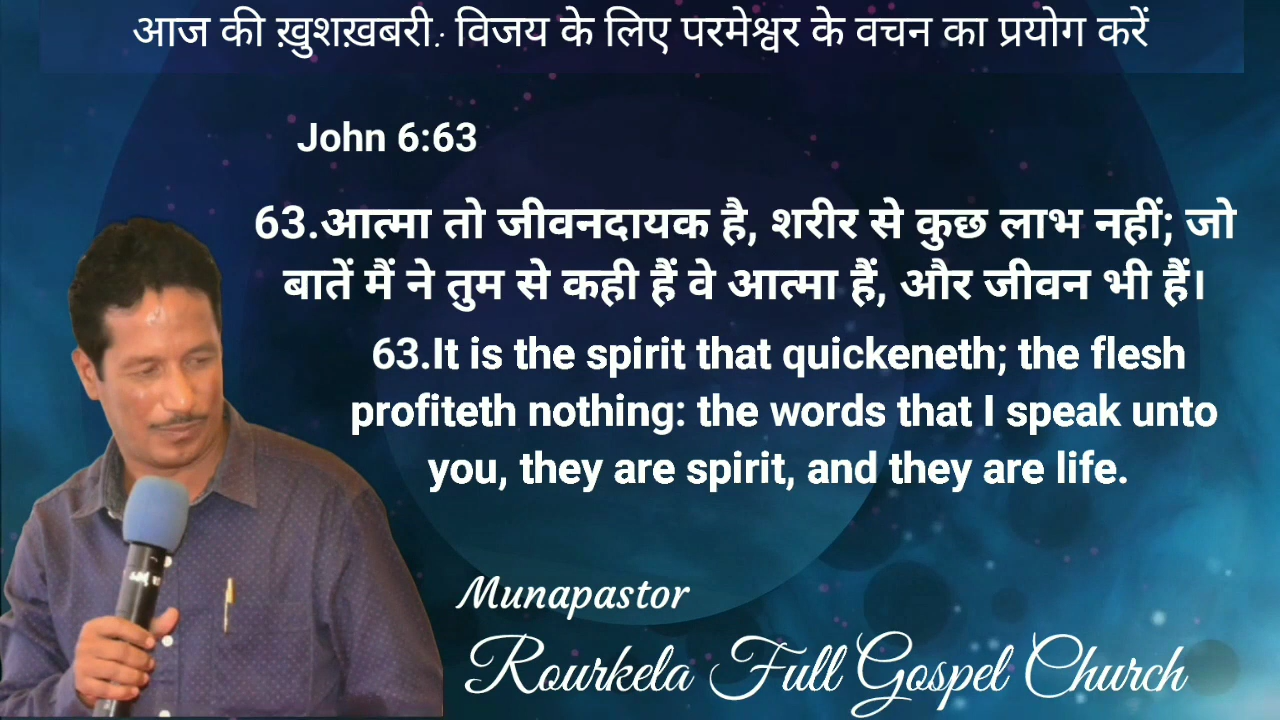 आज की ख़ुशख़बरी: विजय के लिए परमेश्वर के वचन का प्रयोग करें
John 6:63
63.आत्मा तो जीवनदायक है, शरीर से कुछ लाभ नहीं; जो
बातें मैं ने तुम से कही हैं वे आत्मा हैं, और जीवन भी हैं।
63.It is the spirit that quickeneth; the flesh
profiteth nothing: the words that I speak unto
you, they are spirit, and they are life.
Munapastor
Rourkela Full Gospel Church